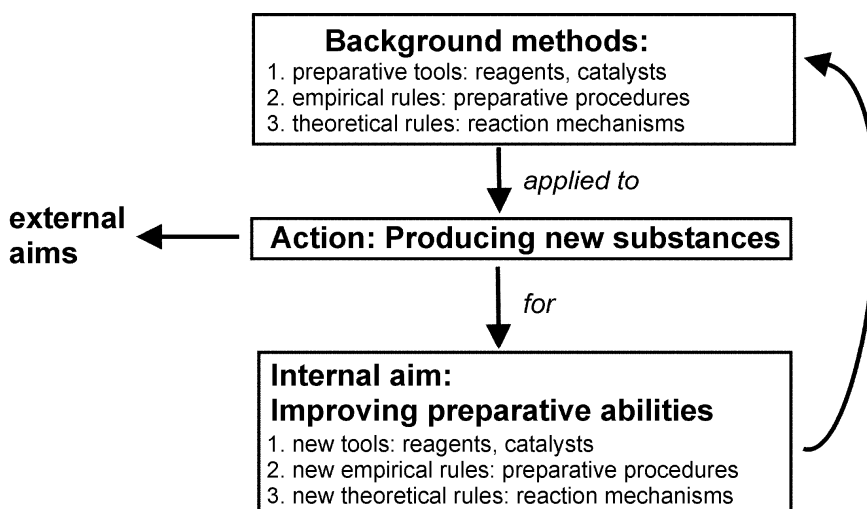 Background methods:
1. preparative tools: reagents, catalysts
2. empirical rules: preparative procedures
3. theoretical rules: reaction mechanisms
applied to
external
aims
Action: Producing new substances
for
Internal aim:
Improving preparative abilities
1. new tools: reagents, catalysts
2. new empirical rules: preparative procedures
3. new theoretical rules: reaction mechanisms